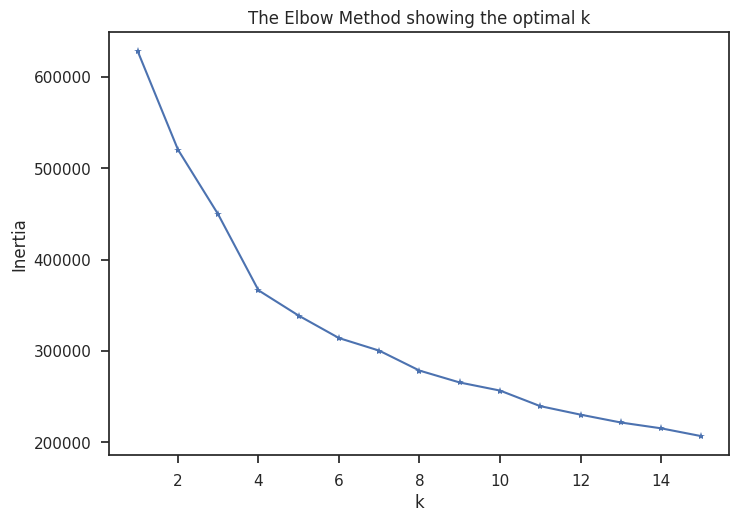 The Elbow Method showing the optimal k
600000
500000
400000
300000
200000
Inertia
2 4 6 8 10 12 14
k